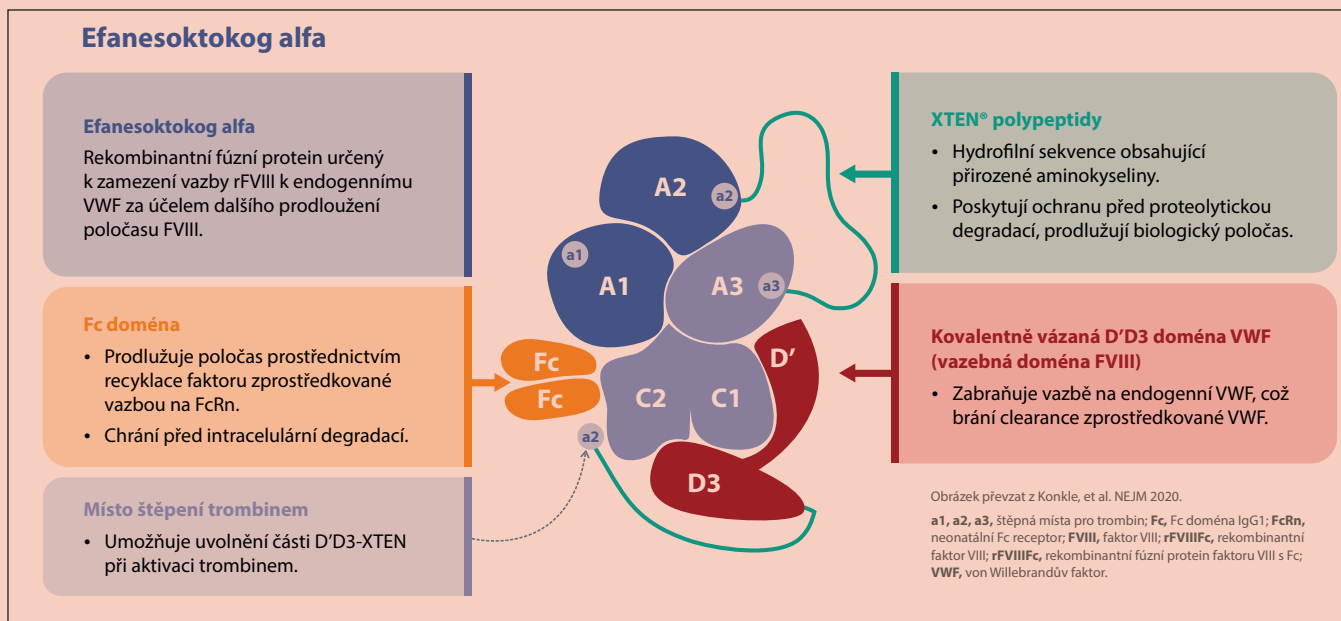 Efanesoktokog alfa
Efanesoktokog alfa
Rekombinantní fúzní protein určený
k zamezení vazby rFVIII k endogennímu
VWF za účelem dalšího prodloužení
poločasu FVIII.
Fc doména
• Prodlužuje poločas prostřednictvím
recyklace faktoru zprostředkované
vazbou na FcRn.
• Chrání před intracelulární degradací.
Místo štěpení trombinem
• Umožňuje uvolnění části D'D3-XTEN
při aktivaci trombinem.
A2
a2
a1
A1
A3
a3
Fc
Fc
D'
C2
C1
a2
D3
XTEN® polypeptidy
• Hydrofilní sekvence obsahující
přirozené aminokyseliny.
• Poskytují ochranu před proteolytickou
degradací, prodlužují biologický poločas.
Kovalentně vázaná D'D3 doména VWF
(vazebná doména FVIII)
• Zabraňuje vazbě na endogenní VWF, což
brání clearance zprostředkované VWF.
Obrázek převzat z Konkle, et al. NEJM 2020.
a1, a2, a3, štěpná místa pro trombin; Fc, Fc doména IgG1; FcRn,
neonatální Fc receptor; FVIII, faktor VIII; rFVIIIFc, rekombinantní
faktor VIII; rFVIIIFc, rekombinantní fúzní protein faktoru VIII s Fc;
VWF, von Willebrandův faktor.